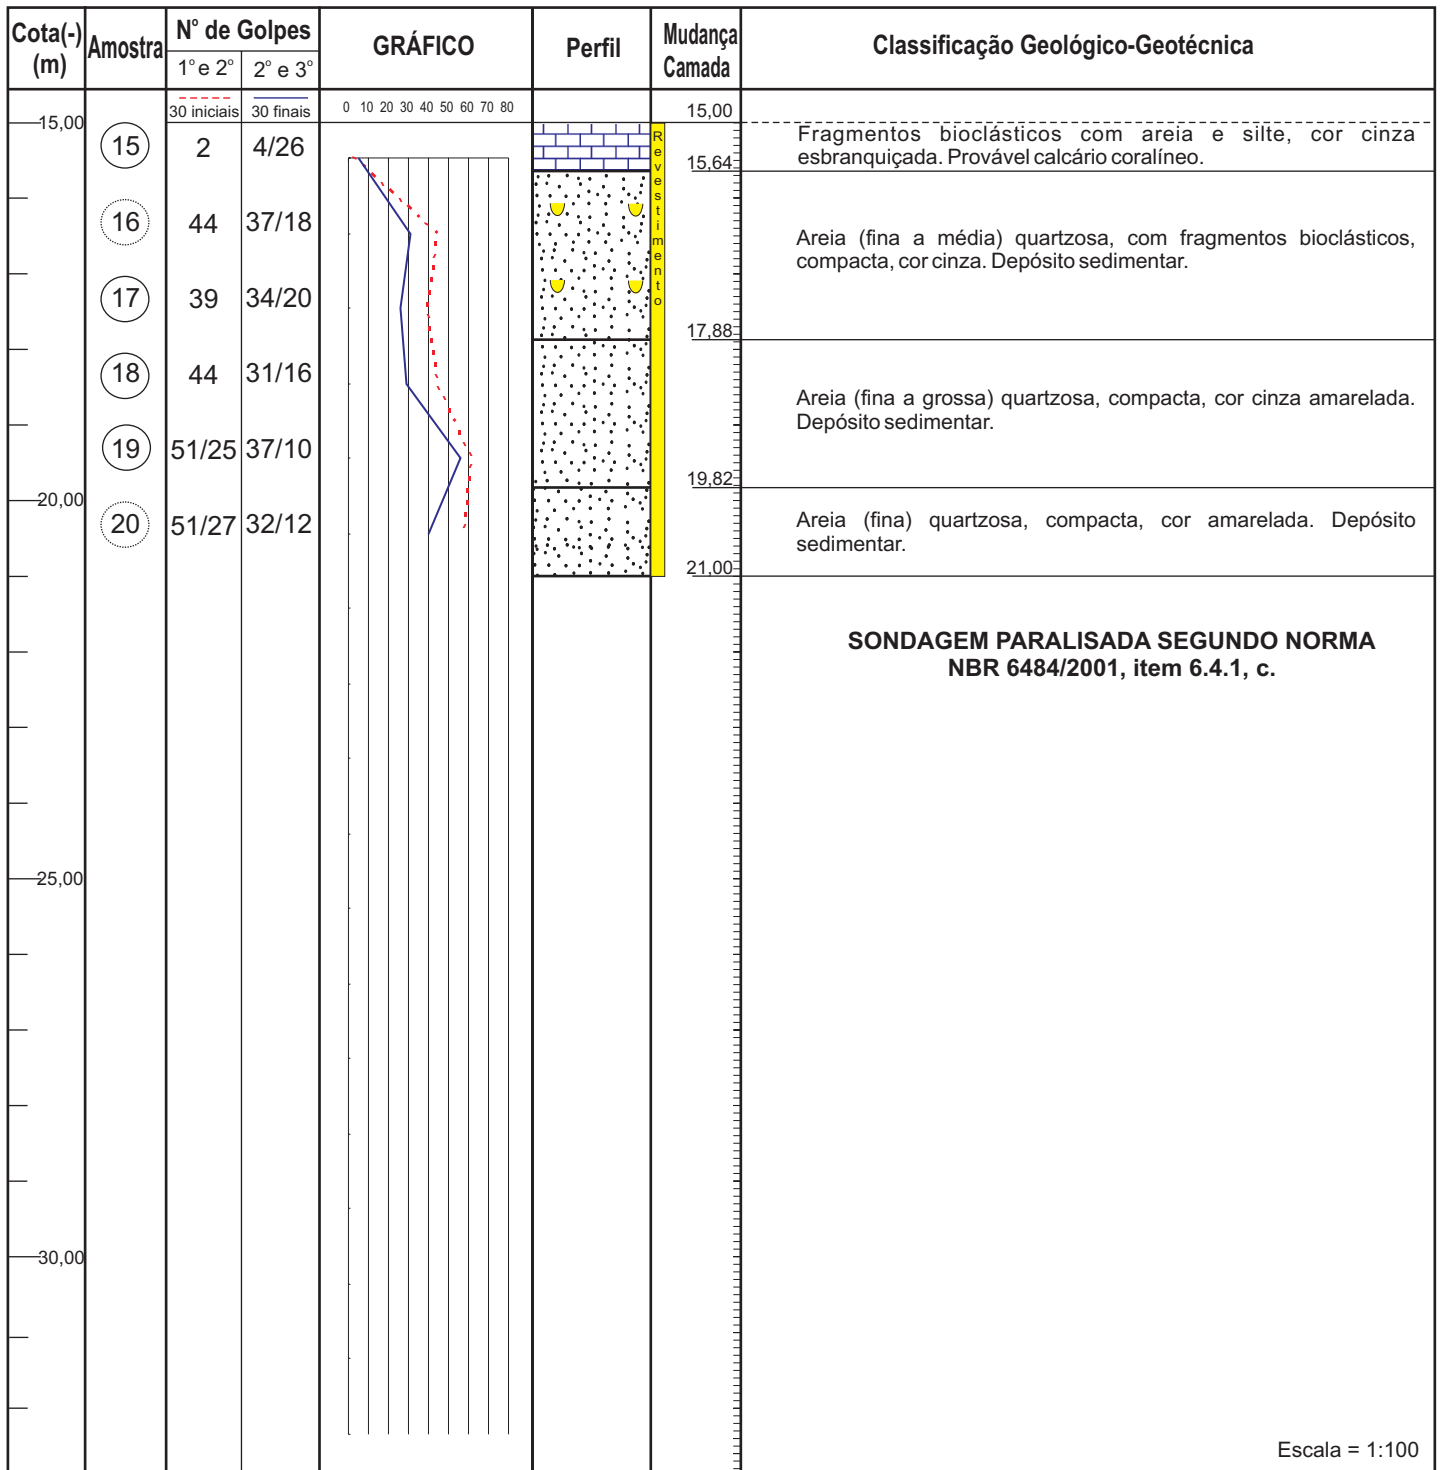 Cota(-) (m)
Amostra
N° de Golpes
1° e 2°
2° e 3°
GRÁFICO
Perfil
Mudança Camada
Classificação Geológico-Geotécnica
30 iniciais
30 finais
0 10 20 30 40 50 60 70 80
15,00
15,00
15
2
4/26
Revestimento
15,64
Fragmentos bioclásticos com areia e silte, cor cinza
esbranquiçada. Provável calcário coralíneo.
16
44
37/18
Areia (fina a média) quartzosa, com fragmentos bioclásticos,
compacta, cor cinza. Depósito sedimentar.
17
39
34/20
17,88
18
44
31/16
Areia (fina a grossa) quartzosa, compacta, cor cinza amarelada.
Depósito sedimentar.
19
51/25
37/10
19,82
20,00
20
51/27
32/12
Areia (fina) quartzosa, compacta, cor amarelada. Depósito
sedimentar.
21,00
SONDAGEM PARALISADA SEGUNDO NORMA
NBR 6484/2001, item 6.4.1, c.
25,00
30,00
Escala = 1:100